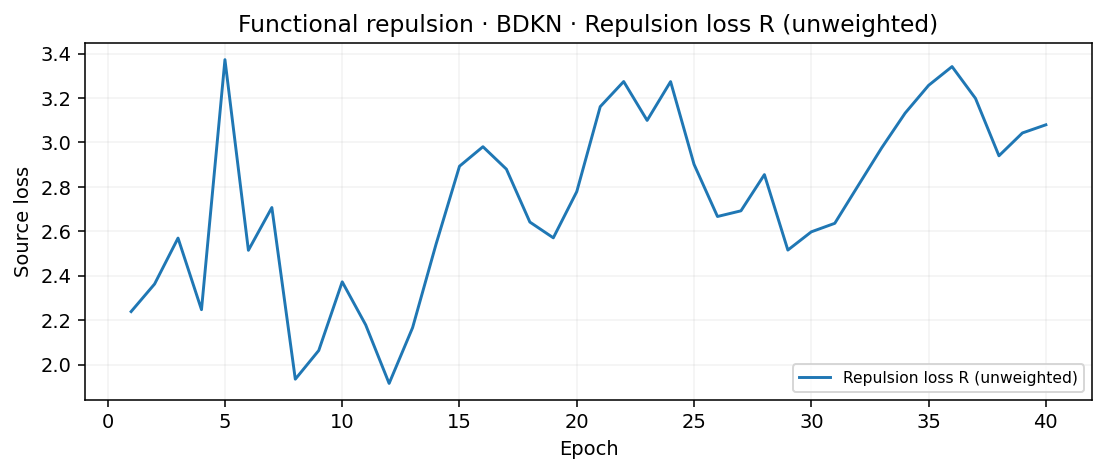 Functional repulsion · BDKN · Repulsion loss R (unweighted)
Source loss
3.4
3.2
3.0
2.8
2.6
2.4
2.2
2.0
Repulsion loss R (unweighted)
0 5 10 15 20 25 30 35 40
Epoch